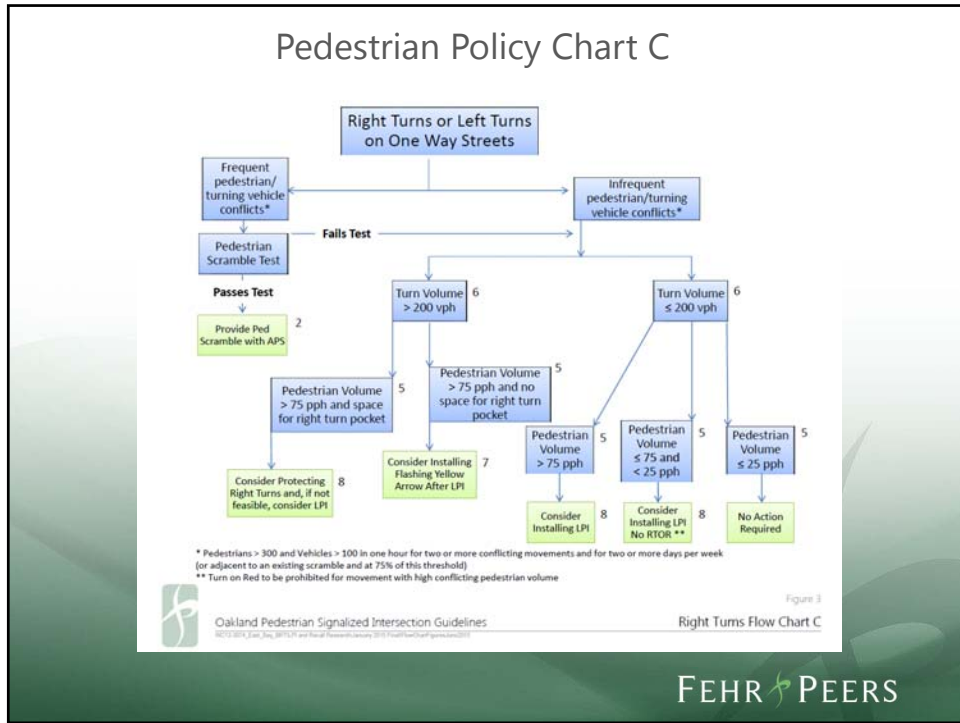 Pedestrian Policy Chart C
Right Turns or Left Turns
on One Way Streets
Frequent
pedestrian/
turning vehicle
conflicts*
Infrequent
pedestrian/turning
vehicle conflicts*
Fails Test
Pedestrian
Scramble Test
Passes Test
2
Provide Ped
Scramble with APS
Turn Volume
> 200 vph
6
Turn Volume
≤ 200 vph
6
Pedestrian Volume
> 75 pph and space
for right turn pocket
5
Pedestrian Volume
> 75 pph and no
space for right turn
pocket
5
Pedestrian
Volume
> 75 pph
5
Pedestrian
Volume
≤ 75 and
< 25 pph
5
Pedestrian
Volume
≤ 25 pph
5
Consider Protecting
Right Turns and, if not
feasible, consider LPI
8
Consider Installing
Flashing Yellow
Arrow After LPI
7
Consider
Installing LPI
8
Consider
Installing LPI
No RTOR **
8
No Action
Required
* Pedestrians > 300 and Vehicles > 100 in one hour for two or more conflicting movements and for two or more days per week
(or adjacent to an existing scramble and at 75% of this threshold)
** Turn on Red to be prohibited for movement with high conflicting pedestrian volume
Figure 3
Oakland Pedestrian Signalized Intersection Guidelines
Right Turns Flow Chart C
FEHR PEERS